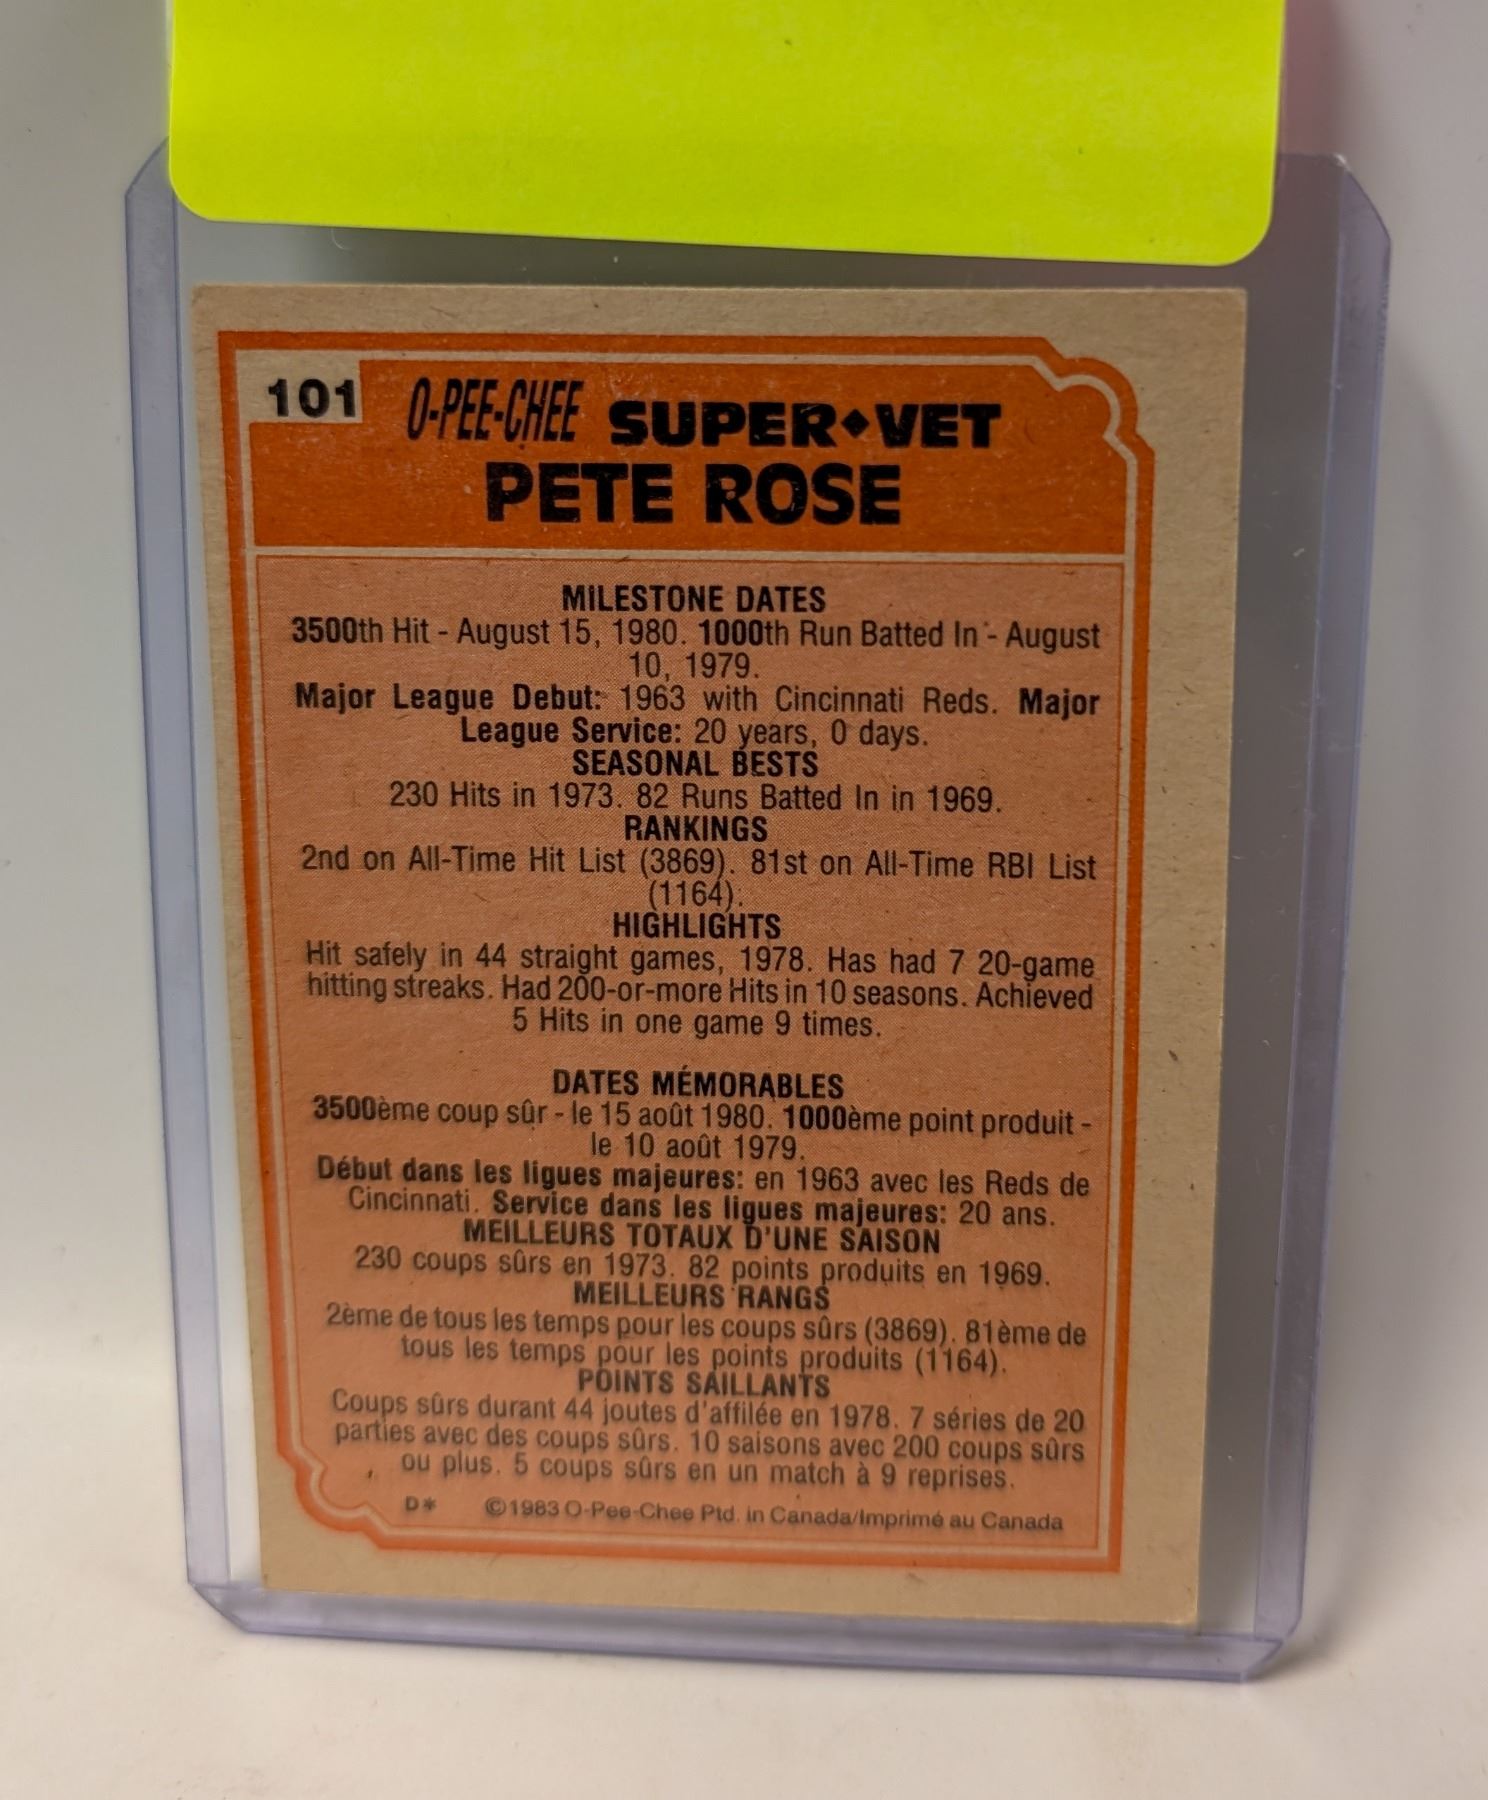 101 O-PEE-CHEE SUPER◆VET
PETE ROSE
MILESTONE DATES
3500th Hit - August 15, 1980. 1000th Run Batted In - August
10, 1979.
Major League Debut: 1963 with Cincinnati Reds. Major
League Service: 20 years, 0 days.
SEASONAL BESTS
230 Hits in 1973. 82 Runs Batted In in 1969.
RANKINGS
2nd on All-Time Hit List (3869). 81st on All-Time RBI List
(1164).
HIGHLIGHTS
Hit safely in 44 straight games, 1978. Has had 7 20-game
hitting streaks. Had 200-or-more Hits in 10 seasons. Achieved
5 Hits in one game 9 times.
DATES MÉMORABLES
3500ème coup sûr - le 15 août 1980. 1000ème point produit -
le 10 août 1979.
Début dans les ligues majeures: en 1963 avec les Reds de
Cincinnati. Service dans les ligues majeures: 20 ans.
MEILLEURS TOTAUX D'UNE SAISON
230 coups sûrs en 1973. 82 points produits en 1969.
MEILLEURS RANGS
2ème de tous les temps pour les coups sûrs (3869). 81ème de
tous les temps pour les points produits (1164).
POINTS SAILLANTS
Coups sûrs durant 44 joutes d'affilée en 1978. 7 séries de 20
parties avec des coups sûrs. 10 saisons avec 200 coups sûrs
ou plus. 5 coups sûrs en un match à 9 reprises.
D* ©1983 O-Pee-Chee Ptd. in Canada/Imprimé au Canada